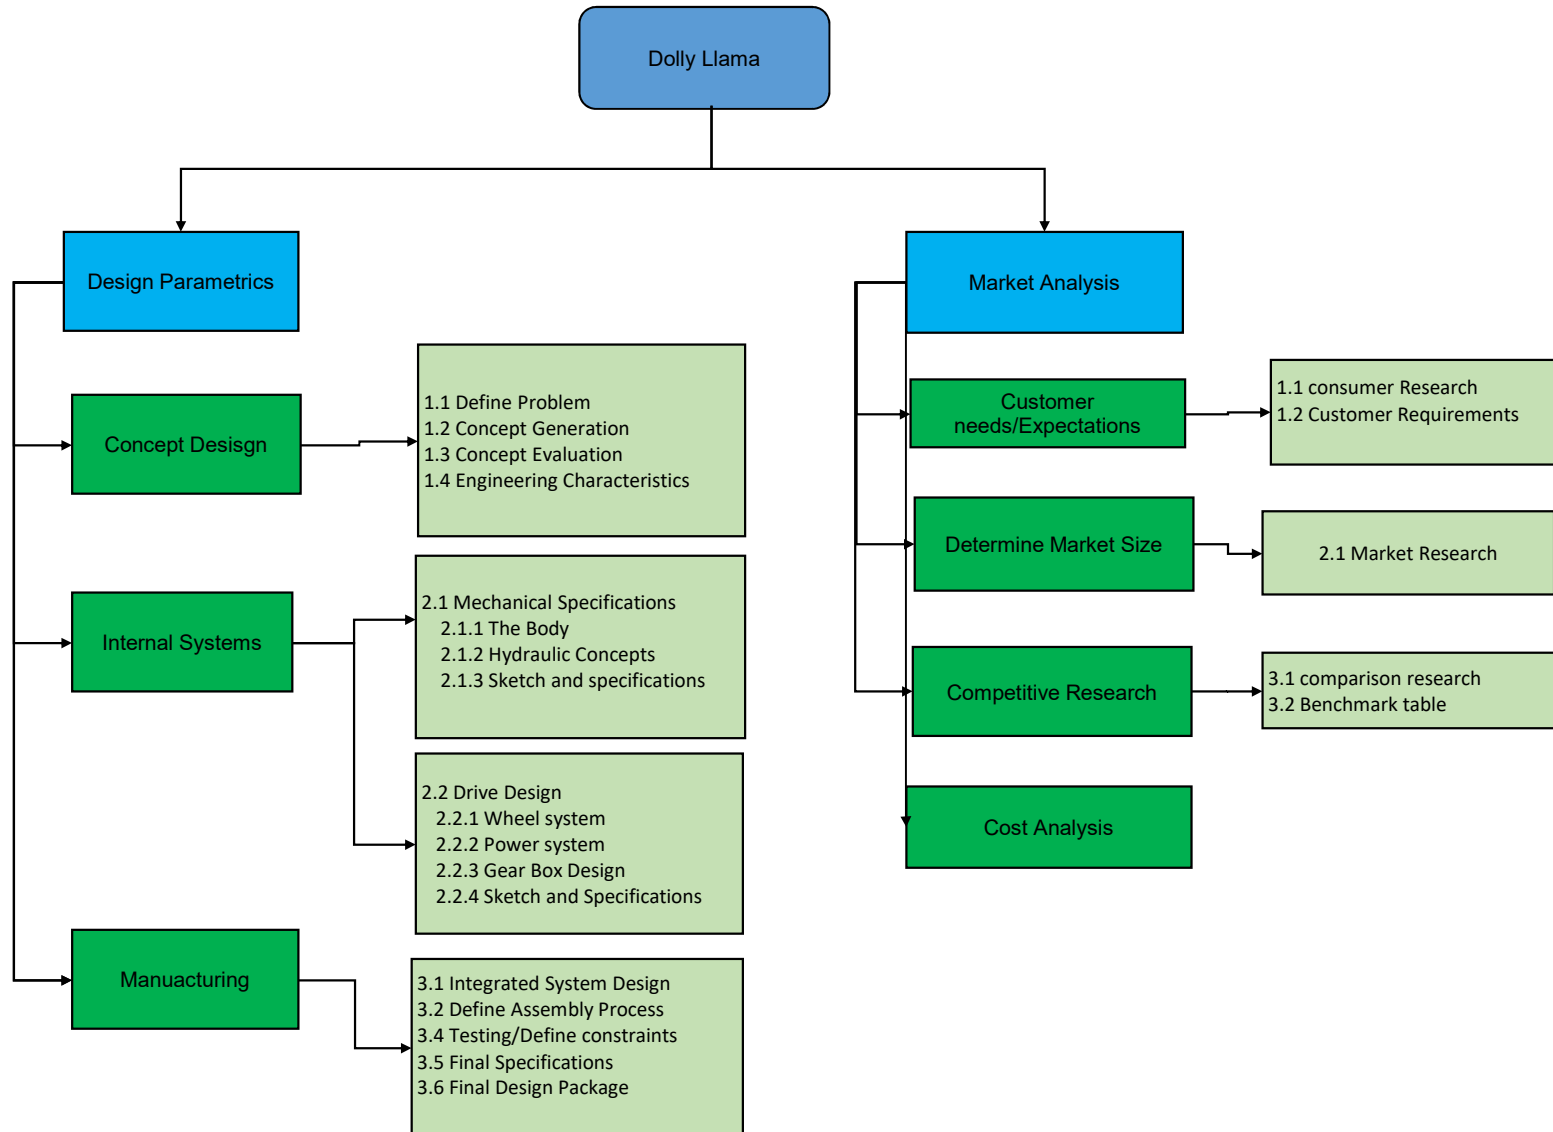 Dolly Llama
Design Parametrics
Concept Desisgn
1.1 Define Problem
1.2 Concept Generation
1.3 Concept Evaluation
1.4 Engineering Characteristics
Internal Systems
2.1 Mechanical Specifications
2.1.1 The Body
2.1.2 Hydraulic Concepts
2.1.3 Sketch and specifications
2.2 Drive Design
2.2.1 Wheel system
2.2.2 Power system
2.2.3 Gear Box Design
2.2.4 Sketch and Specifications
Manuacturing
3.1 Integrated System Design
3.2 Define Assembly Process
3.4 Testing/Define constraints
3.5 Final Specifications
3.6 Final Design Package
Market Analysis
Customer
needs/Expectations
1.1 consumer Research
1.2 Customer Requirements
Determine Market Size
2.1 Market Research
Competitive Research
3.1 comparison research
3.2 Benchmark table
Cost Analysis